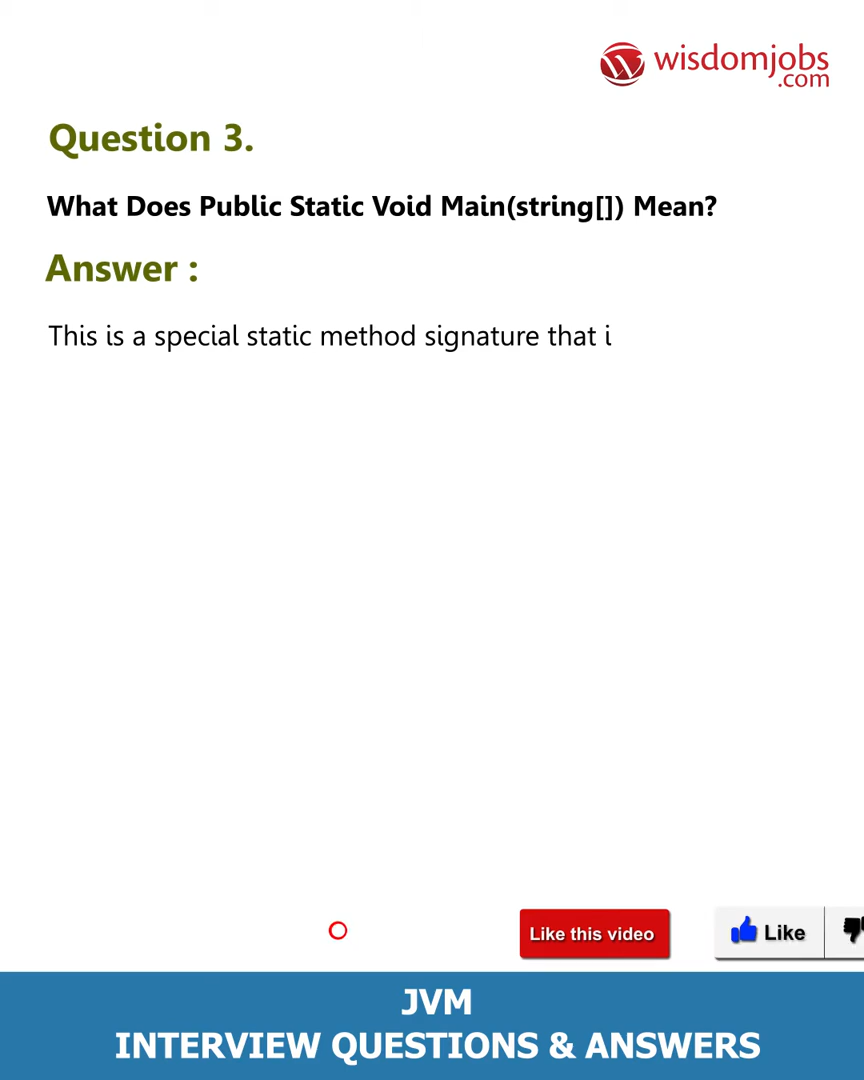 wisdomjobs
.com
Question 3.
What Does Public Static Void Main(string[]) Mean?
Answer :
This is a special static method signature that i
Like this video
Like
JVM
INTERVIEW QUESTIONS & ANSWERS